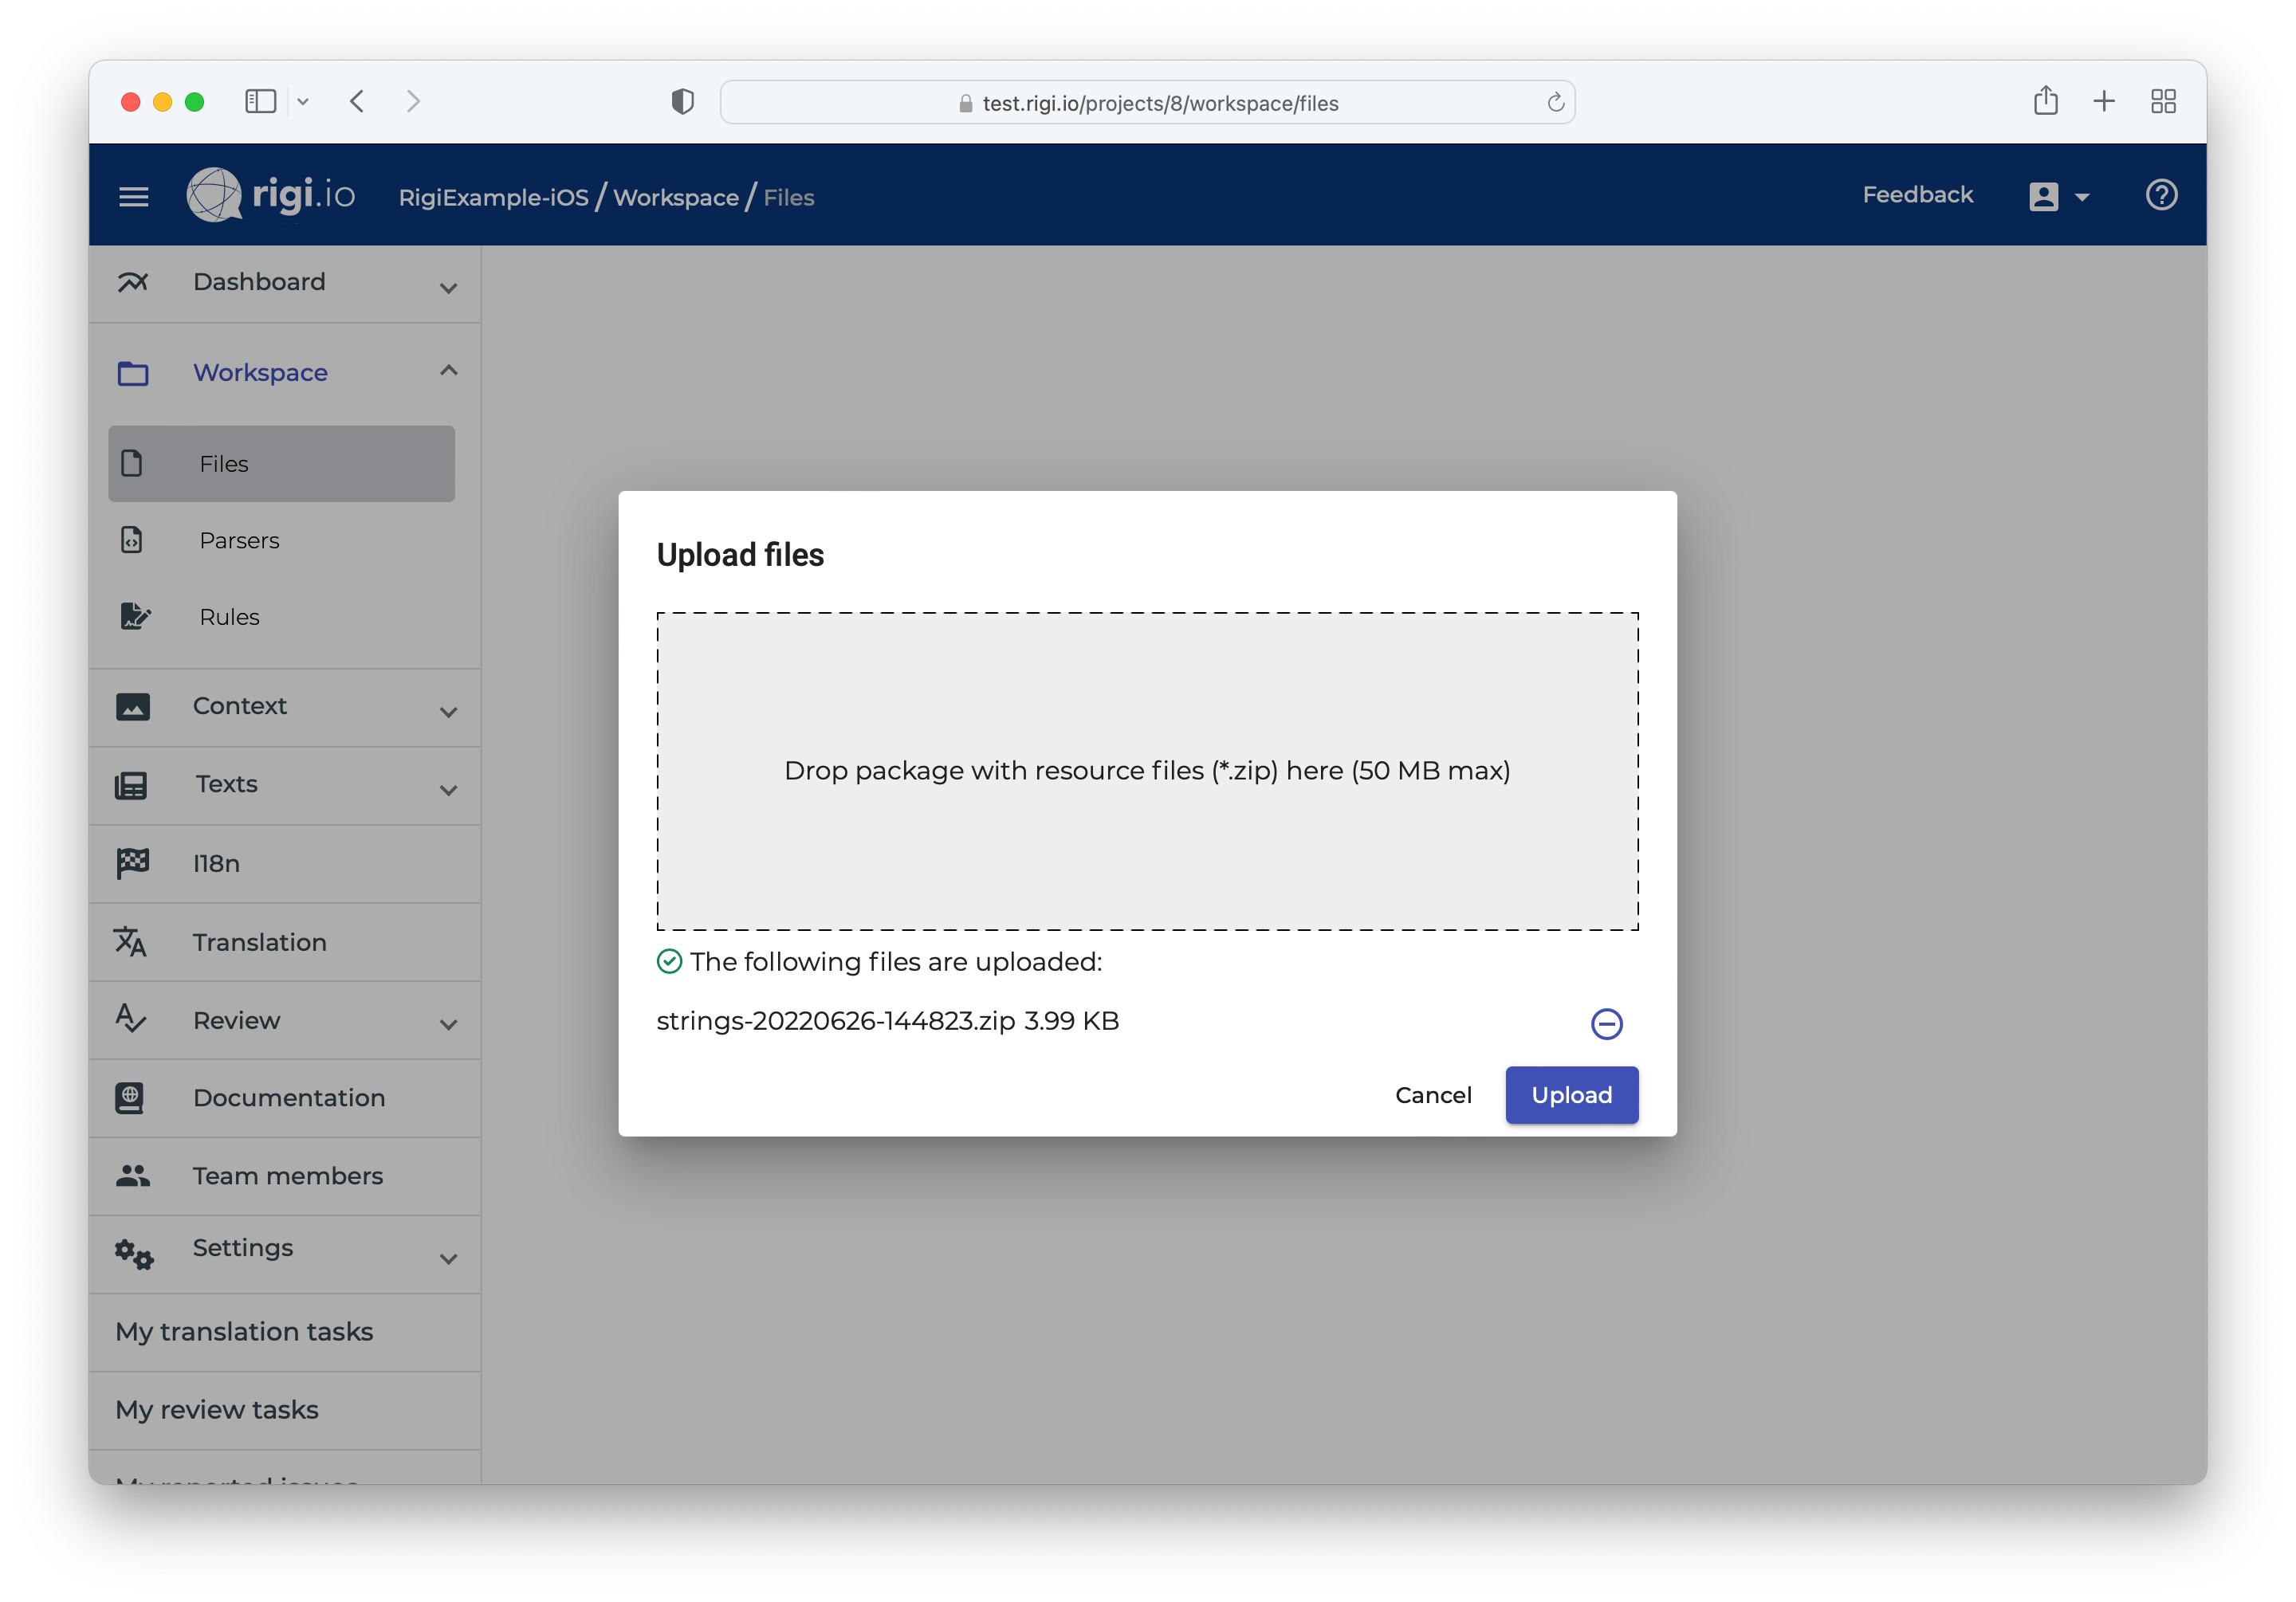 test.rigi.io/projects/8/workspace/files
rigi.io RigiExample-iOS / Workspace / Files Feedback
Dashboard
Workspace
Files
Parsers
Rules
Context
Texts
I18n
Translation
Review
Documentation
Team members
Settings
My translation tasks
My review tasks
My reported issues
Upload files
Drop package with resource files (*.zip) here (50 MB max)
The following files are uploaded:
strings-20220626-144823.zip 3.99 KB
Cancel Upload